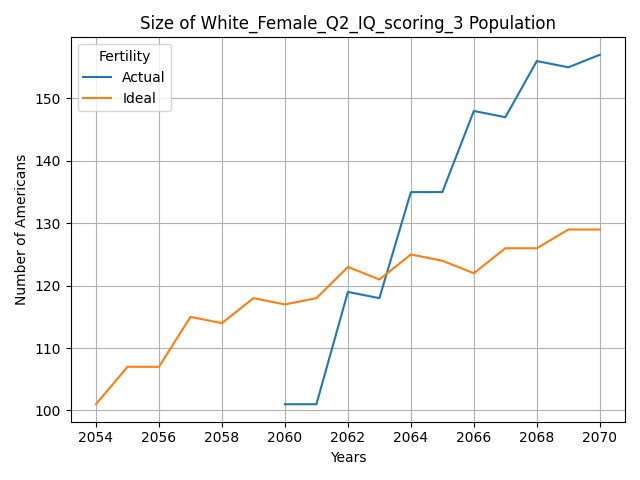 Size of White_Female_Q2_IQ_scoring_3 Population
Fertility
Actual
Ideal
Number of Americans
150
140
130
120
110
100
2054 2056 2058 2060 2062 2064 2066 2068 2070
Years